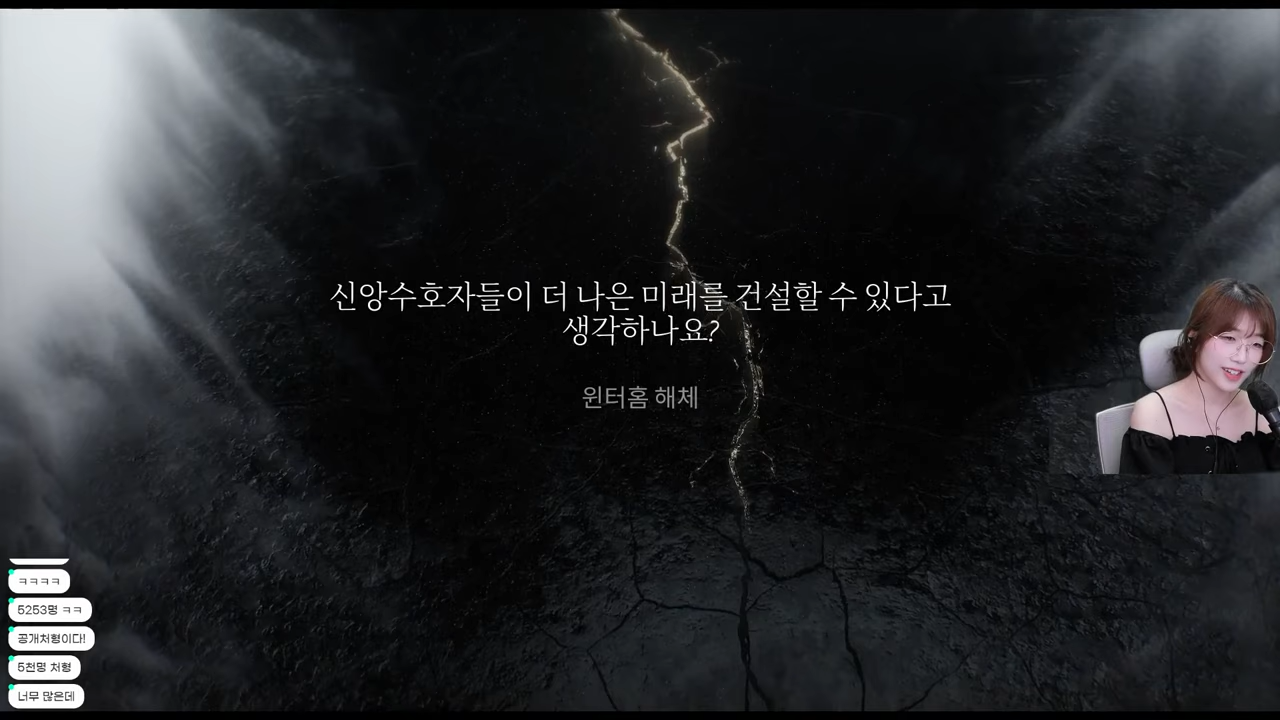 신앙수호자들이 더 나은 미래를 건설할 수 있다고
생각하나요?
윈터홈 해체
ㅋㅋㅋㅋ
5253명 ㅋㅋ
공개처형이다!
5천명 처형
너무 많은데